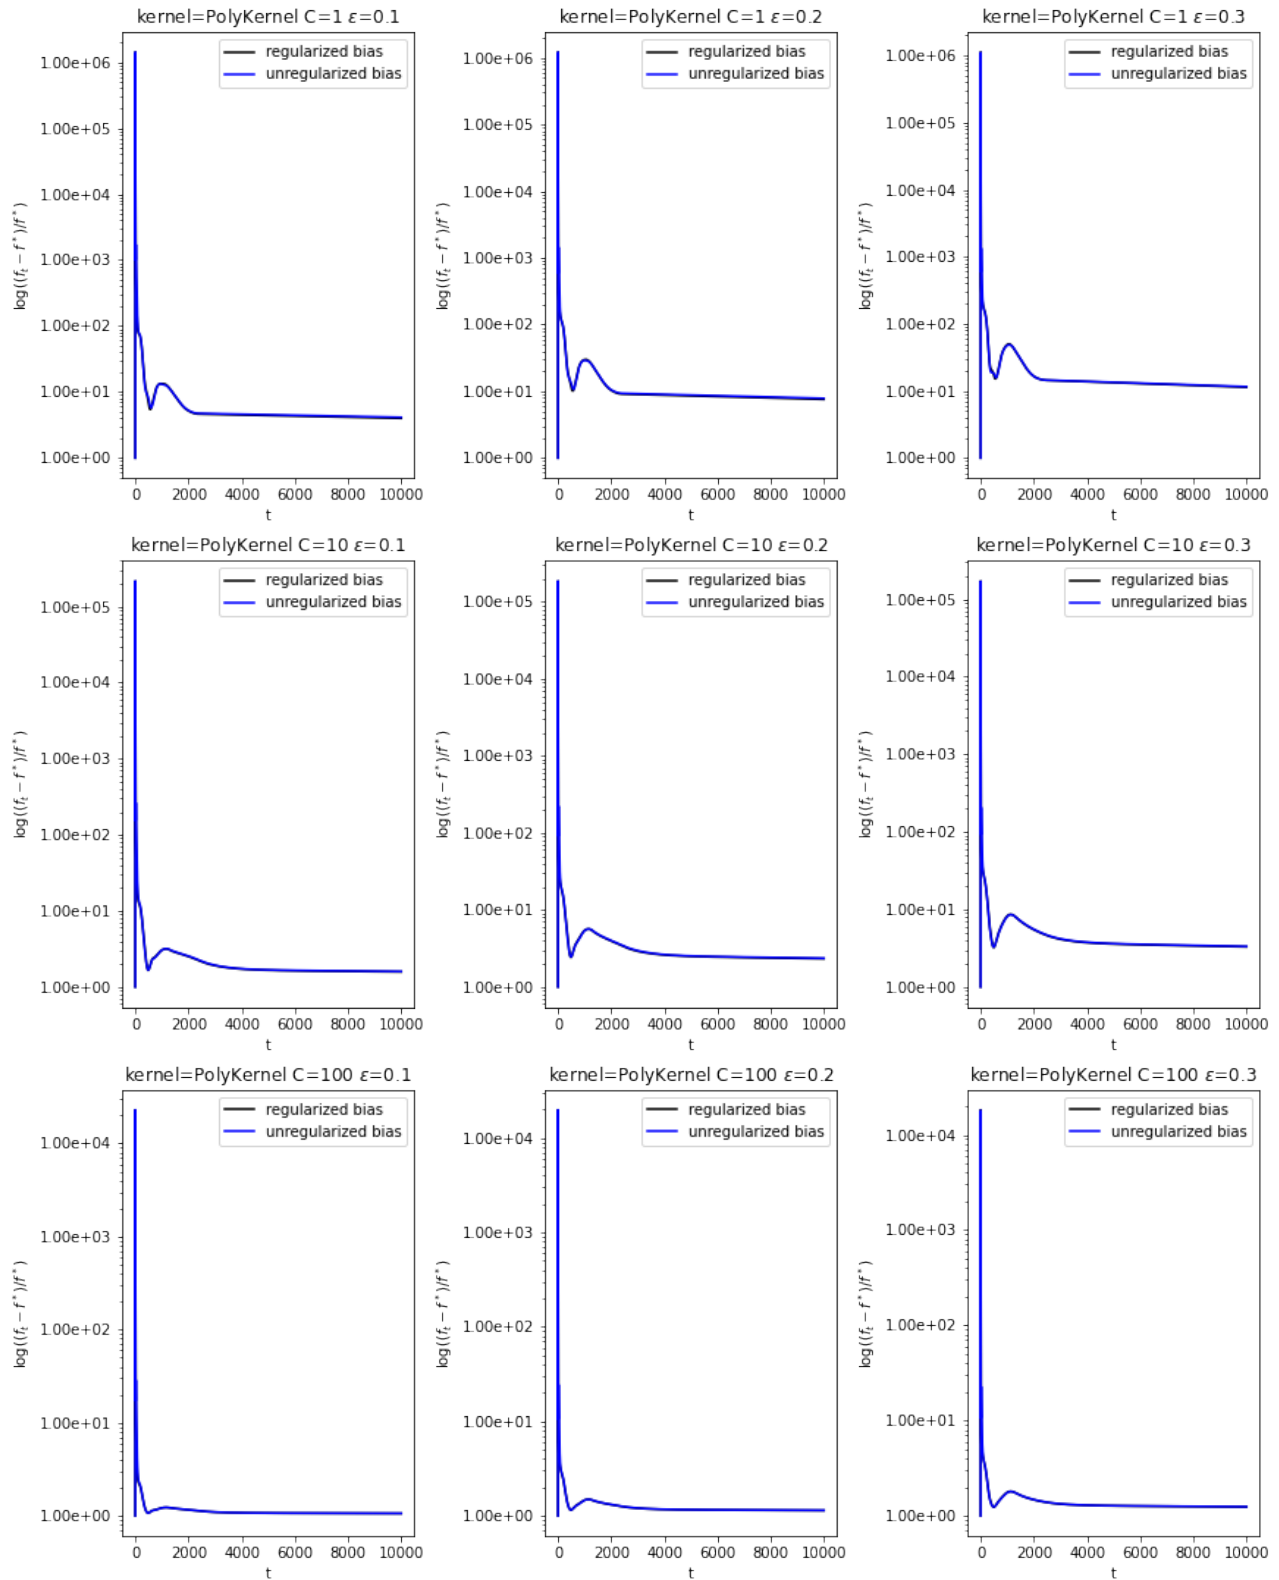 kernel=PolyKernel C=1 ε=0.1
regularized bias
unregularized bias
1.00e+06
1.00e+05
1.00e+04
1.00e+03
1.00e+02
1.00e+01
1.00e+00
log((f_t − f^*)/f^*)
0 2000 4000 6000 8000 10000
t
kernel=PolyKernel C=1 ε=0.2
regularized bias
unregularized bias
1.00e+06
1.00e+05
1.00e+04
1.00e+03
1.00e+02
1.00e+01
1.00e+00
log((f_t − f^*)/f^*)
0 2000 4000 6000 8000 10000
t
kernel=PolyKernel C=1 ε=0.3
regularized bias
unregularized bias
1.00e+06
1.00e+05
1.00e+04
1.00e+03
1.00e+02
1.00e+01
1.00e+00
log((f_t − f^*)/f^*)
0 2000 4000 6000 8000 10000
t
kernel=PolyKernel C=10 ε=0.1
regularized bias
unregularized bias
1.00e+05
1.00e+04
1.00e+03
1.00e+02
1.00e+01
1.00e+00
log((f_t − f^*)/f^*)
0 2000 4000 6000 8000 10000
t
kernel=PolyKernel C=10 ε=0.2
regularized bias
unregularized bias
1.00e+05
1.00e+04
1.00e+03
1.00e+02
1.00e+01
1.00e+00
log((f_t − f^*)/f^*)
0 2000 4000 6000 8000 10000
t
kernel=PolyKernel C=10 ε=0.3
regularized bias
unregularized bias
1.00e+05
1.00e+04
1.00e+03
1.00e+02
1.00e+01
1.00e+00
log((f_t − f^*)/f^*)
0 2000 4000 6000 8000 10000
t
kernel=PolyKernel C=100 ε=0.1
regularized bias
unregularized bias
1.00e+04
1.00e+03
1.00e+02
1.00e+01
1.00e+00
log((f_t − f^*)/f^*)
0 2000 4000 6000 8000 10000
t
kernel=PolyKernel C=100 ε=0.2
regularized bias
unregularized bias
1.00e+04
1.00e+03
1.00e+02
1.00e+01
1.00e+00
log((f_t − f^*)/f^*)
0 2000 4000 6000 8000 10000
t
kernel=PolyKernel C=100 ε=0.3
regularized bias
unregularized bias
1.00e+04
1.00e+03
1.00e+02
1.00e+01
1.00e+00
log((f_t − f^*)/f^*)
0 2000 4000 6000 8000 10000
t